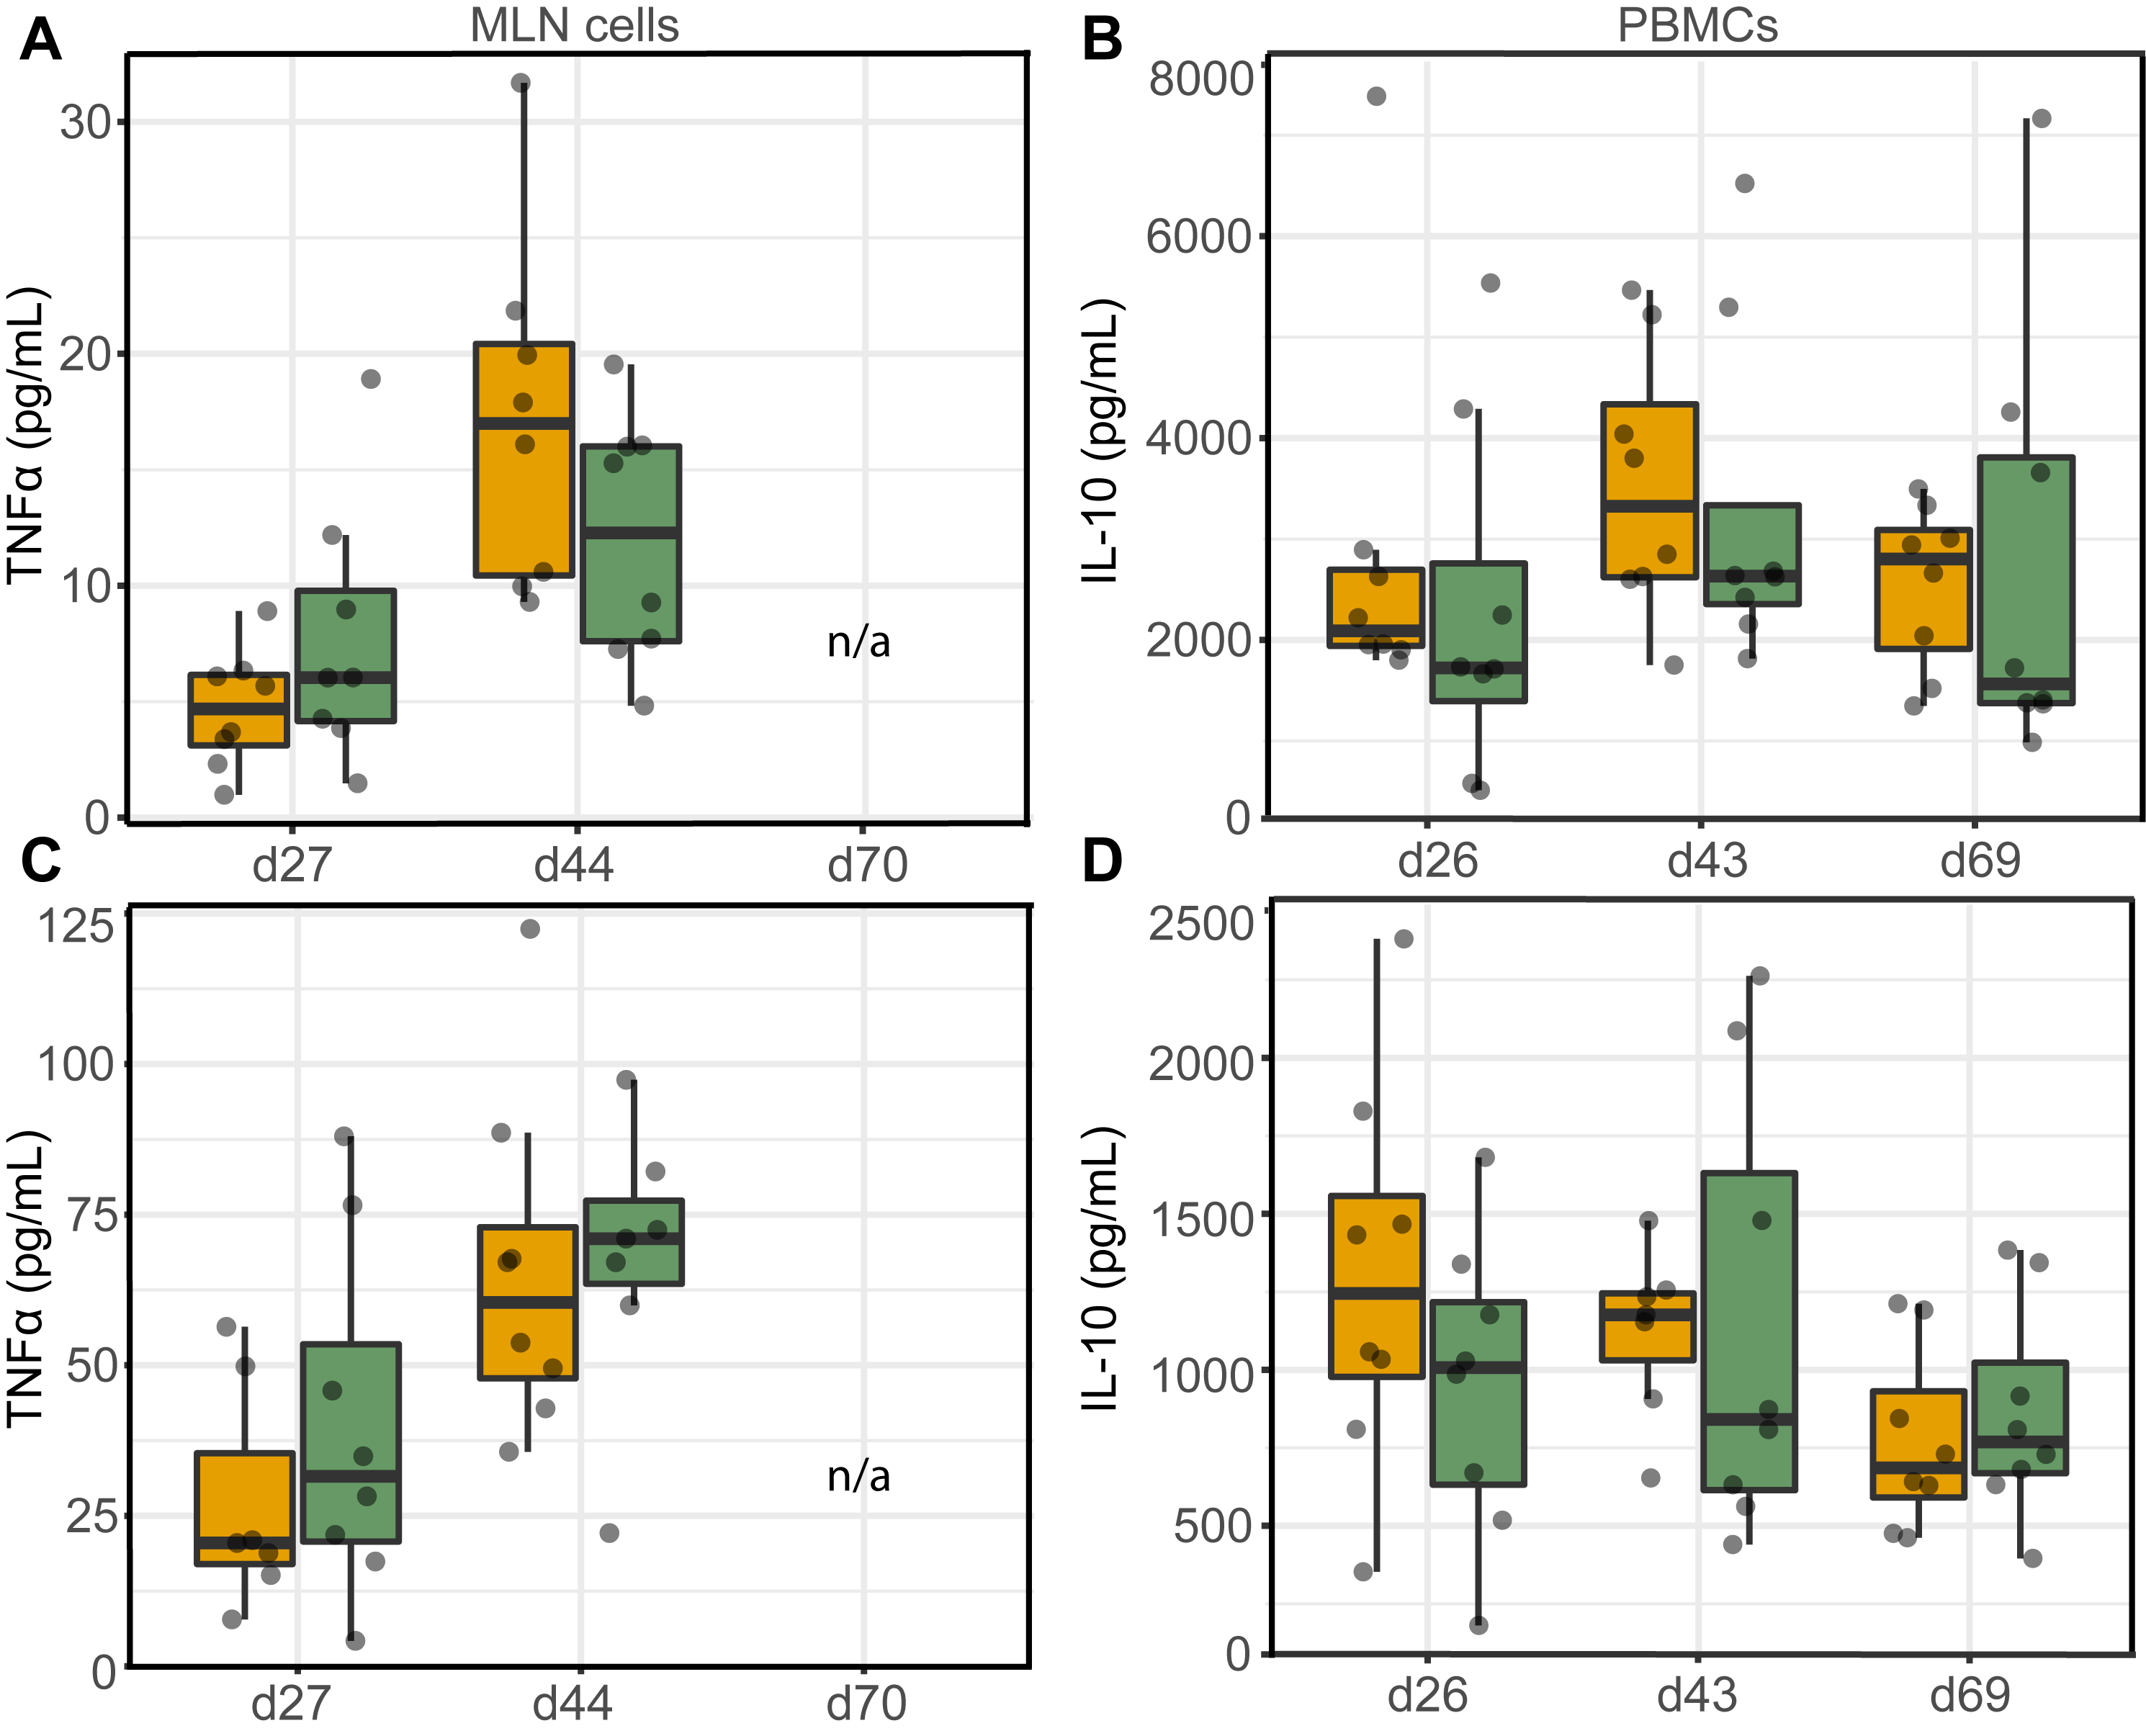 A
MLN cells
TNFα (pg/mL)
30
20
10
0
n/a
d27
d44
d70
B
PBMCs
IL-10 (pg/mL)
8000
6000
4000
2000
0
d26
d43
d69
C
TNFα (pg/mL)
125
100
75
50
25
0
n/a
d27
d44
d70
D
IL-10 (pg/mL)
2500
2000
1500
1000
500
0
d26
d43
d69